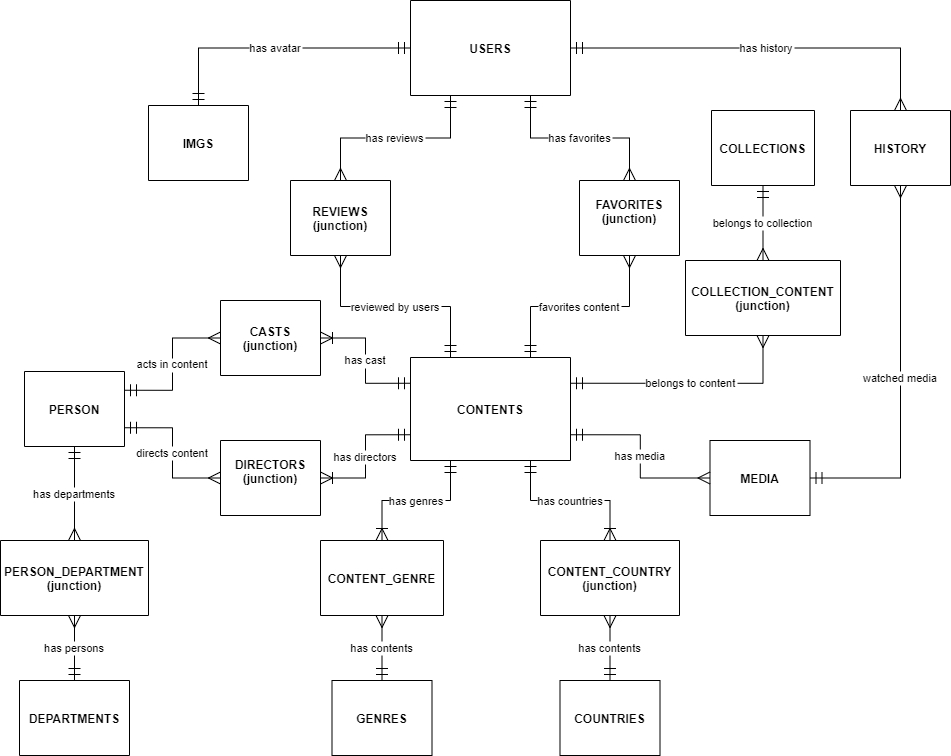 USERS
has avatar
has history
IMGS
has reviews
has favorites
COLLECTIONS
HISTORY
REVIEWS
(junction)
FAVORITES
(junction)
belongs to collection
COLLECTION_CONTENT
(junction)
reviewed by users
favorites content
CASTS
(junction)
acts in content
has cast
PERSON
CONTENTS
belongs to content
watched media
directs content
DIRECTORS
(junction)
has directors
has media
MEDIA
has departments
has genres
has countries
PERSON_DEPARTMENT
(junction)
CONTENT_GENRE
CONTENT_COUNTRY
(junction)
has persons
has contents
has contents
DEPARTMENTS
GENRES
COUNTRIES